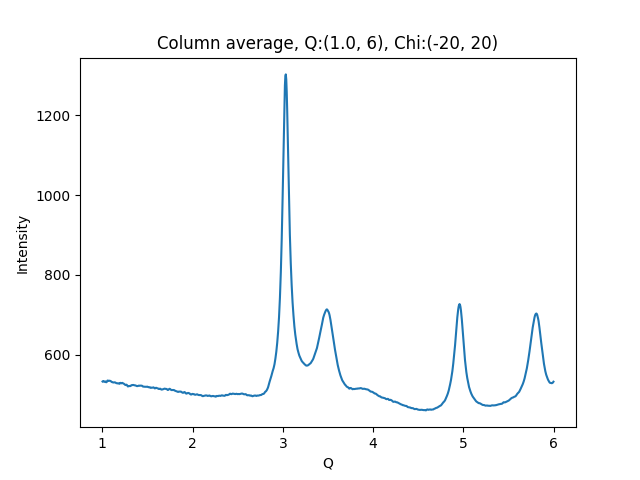 Column average, Q:(1.0, 6), Chi:(-20, 20)
1200
1000
800
600
Intensity
1 2 3 4 5 6
Q